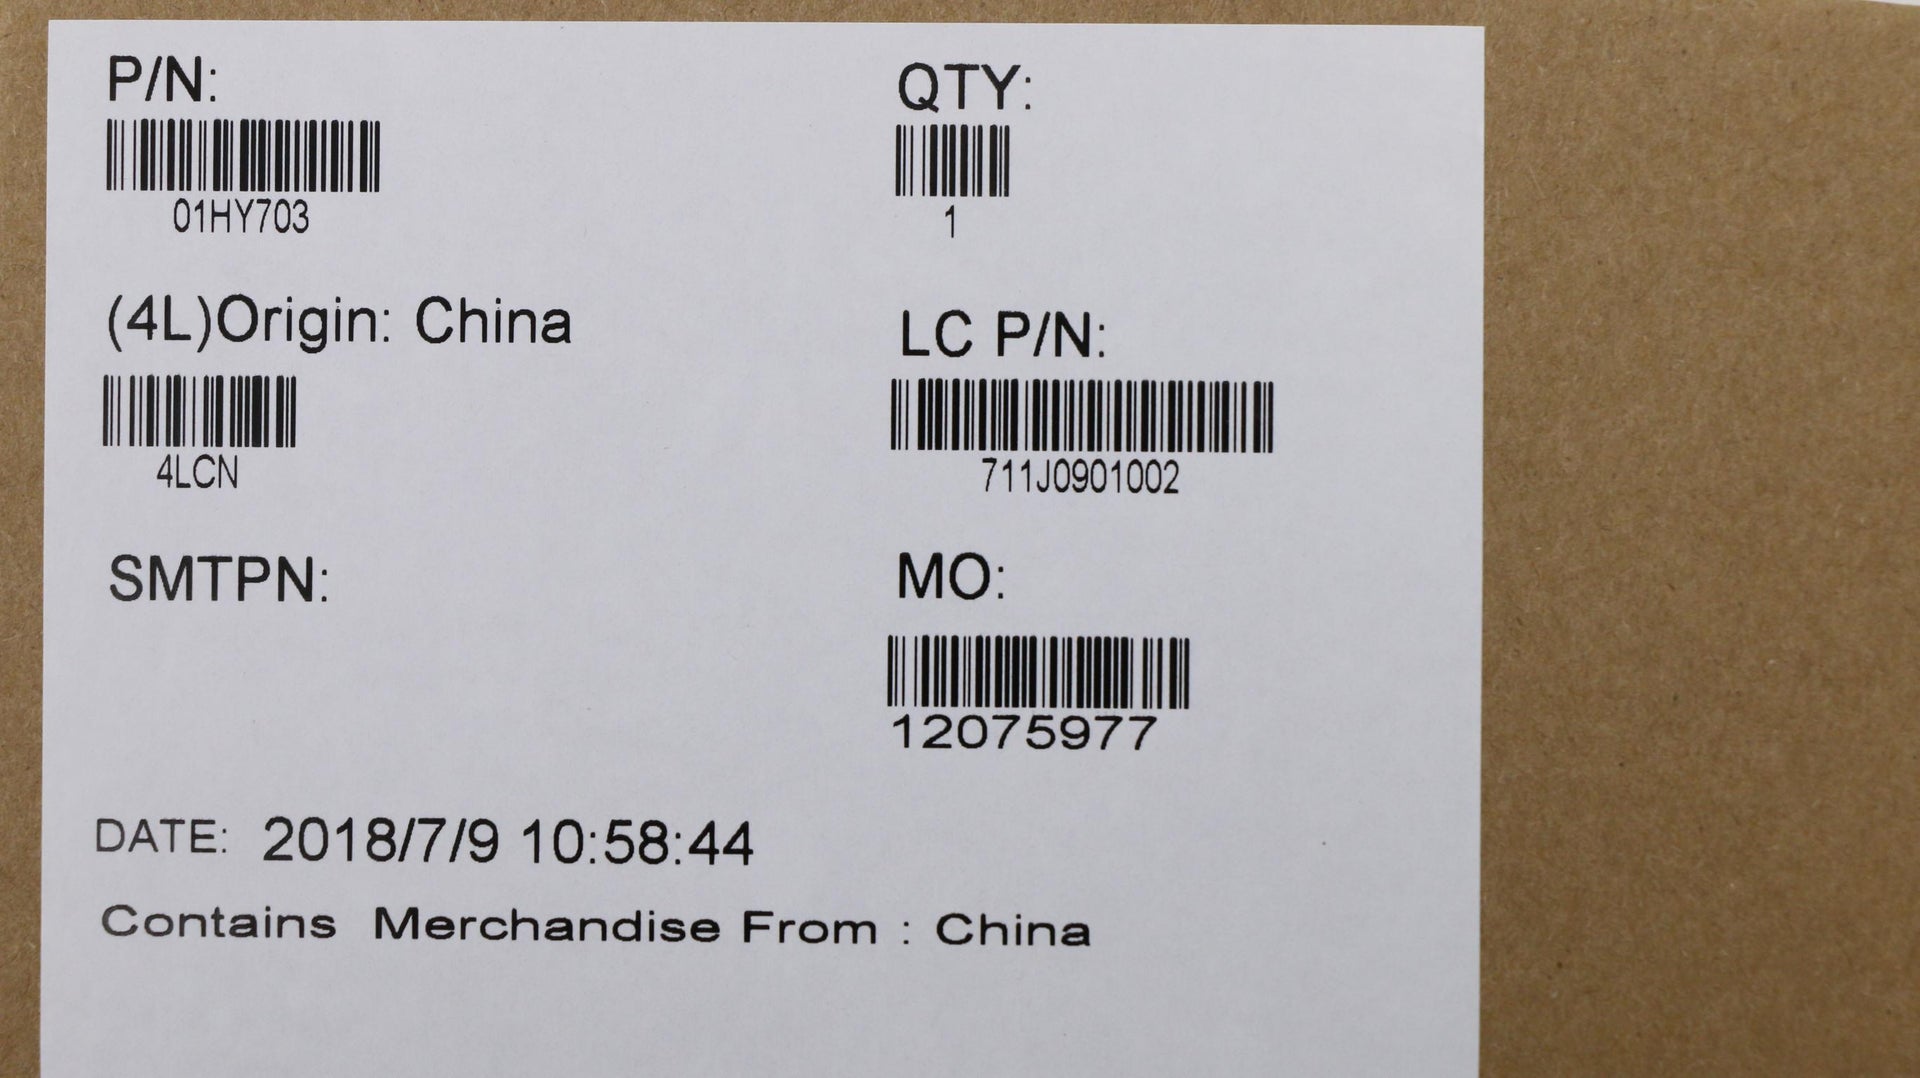 P/N:
01HY703
QTY:
1
(4L)Origin: China
4LCN
LC P/N:
711J0901002
SMTPN:
MO:
12075977
DATE: 2018/7/9 10:58:44
Contains Merchandise From : China